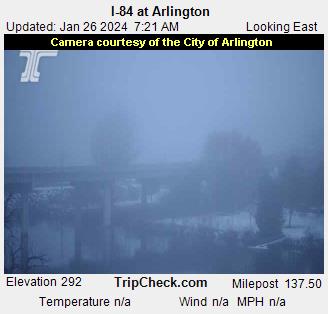 I-84 at Arlington
Updated: Jan 26 2024 7:21 AM Looking East
Camera courtesy of the City of Arlington
Elevation 292 TripCheck.com Milepost 137.50
Temperature n/a Wind n/a MPH n/a